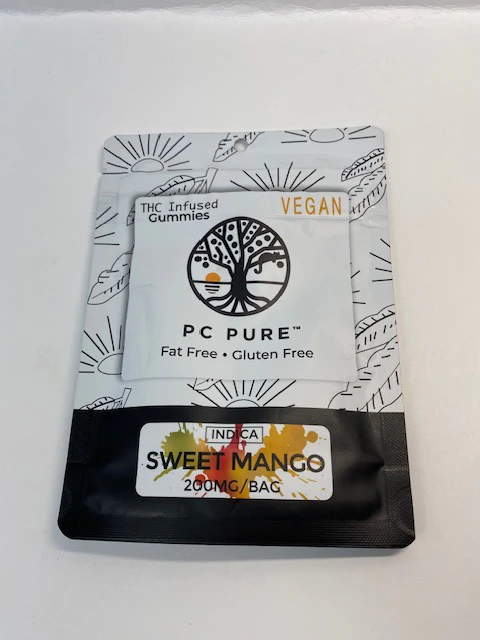 THC Infused
Gummies
VEGAN
PC PURE™
Fat Free • Gluten Free
INDICA
SWEET MANGO
200MG/BAG